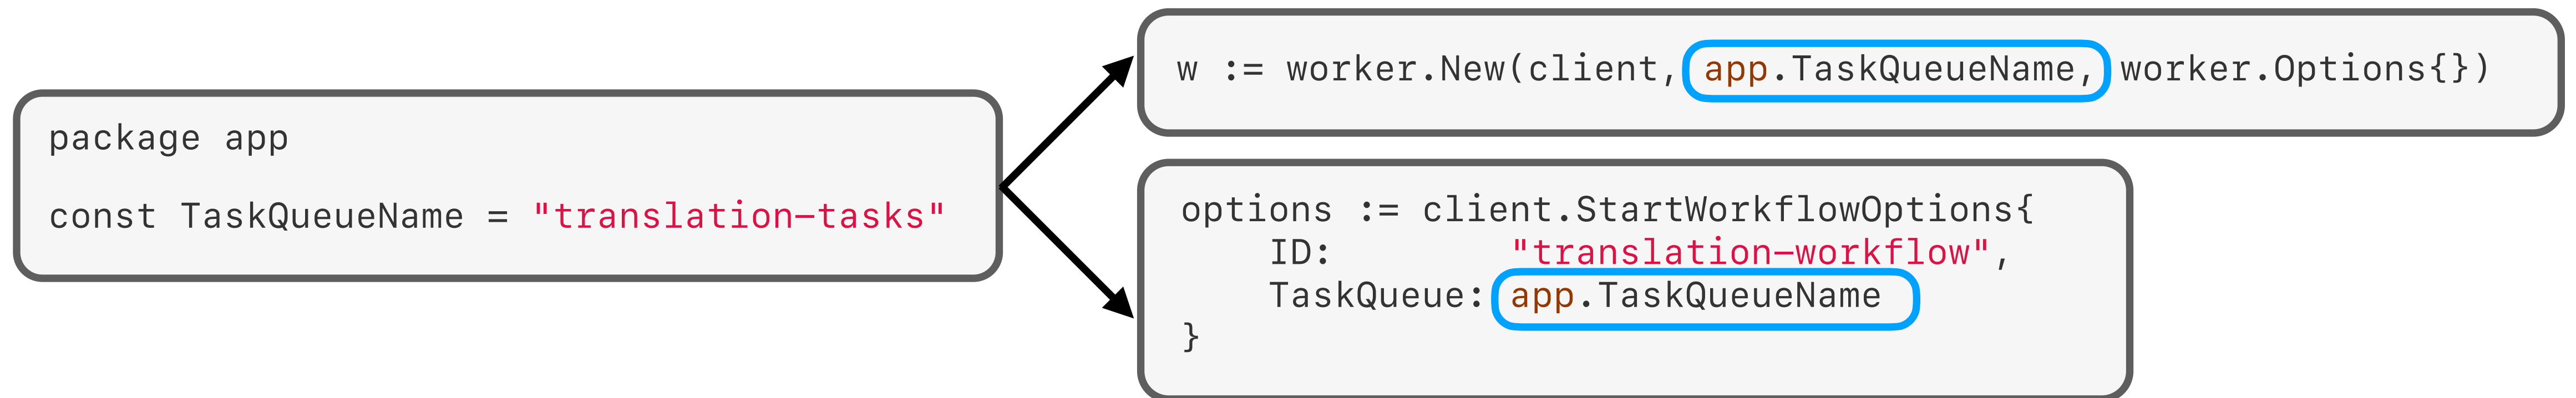 package app
const TaskQueueName = "translation-tasks"
w := worker.New(client, app.TaskQueueName, worker.Options{})
options := client.StartWorkflowOptions{
ID: "translation-workflow",
TaskQueue: app.TaskQueueName
}